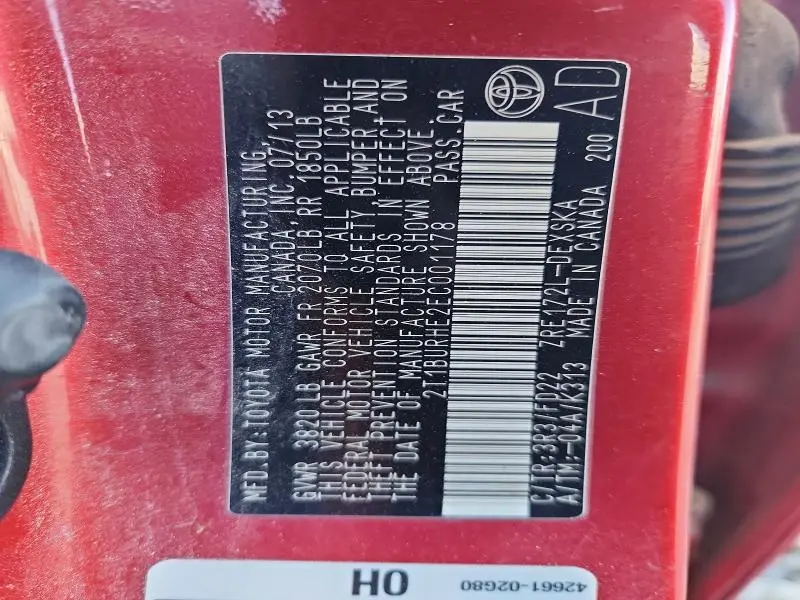 MFD.BY:TOYOTA MOTOR MANUFACTURING,
CANADA, INC. 07/13
GVWR 3820LB GAWR FR 2070LB RR 1850LB
THIS VEHICLE CONFORMS TO ALL APPLICABLE
FEDERAL MOTOR VEHICLE SAFETY, BUMPER, AND
THEFT PREVENTION STANDARDS IN EFFECT ON
THE DATE OF MANUFACTURE SHOWN ABOVE.
2T1BURHE2EC001178 PASS.CAR
C/TR:3R3/FD22 ZRE172L-DEXSKA
A/TM:-04A/K313 MADE IN CANADA 200
AD
0H 42661-02G80